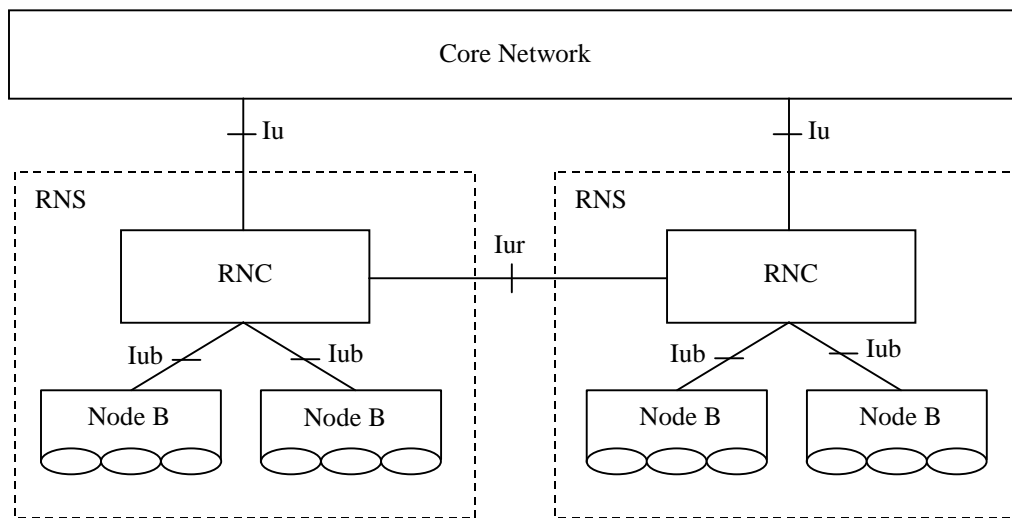 Core Network
Iu
Iu
RNS
RNS
Iur
RNC
RNC
Iub
Iub
Iub
Iub
Node B
Node B
Node B
Node B